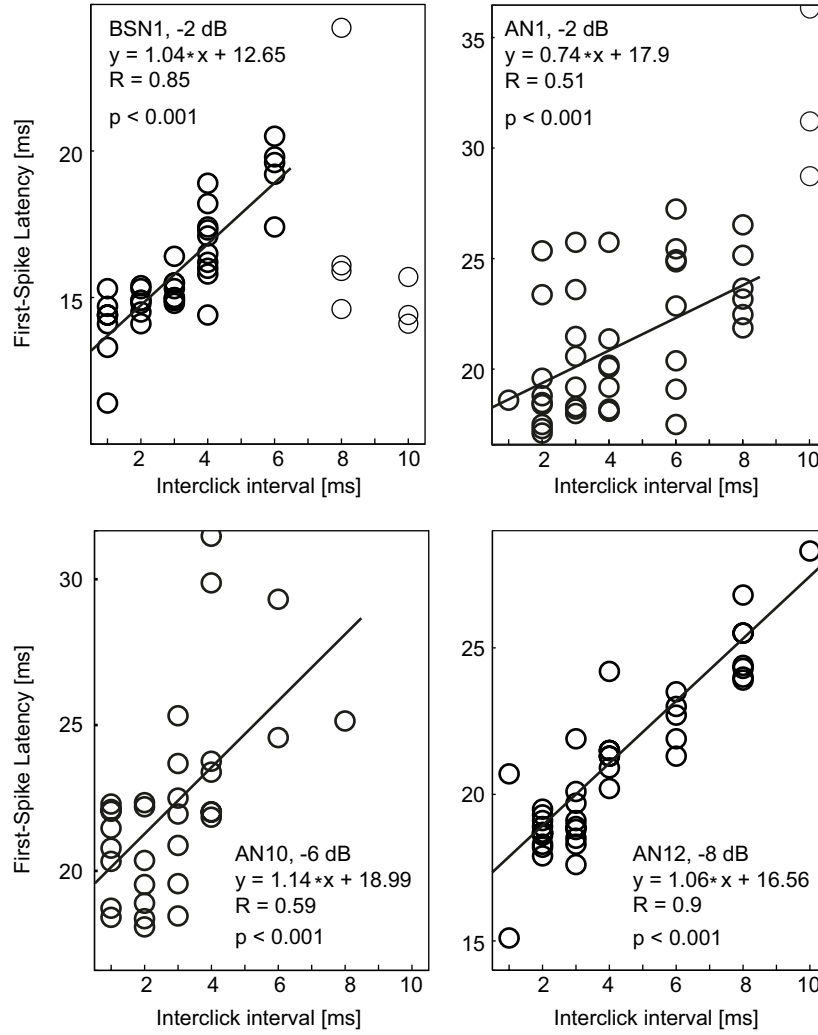 BSN1, -2 dB
y = 1.04*x + 12.65
R = 0.85
p < 0.001
First-Spike Latency [ms]
20
15
2 4 6 8 10
Interclick interval [ms]
AN1, -2 dB
y = 0.74*x + 17.9
R = 0.51
p < 0.001
35
30
25
20
2 4 6 8 10
Interclick interval [ms]
AN10, -6 dB
y = 1.14*x + 18.99
R = 0.59
p < 0.001
First-Spike Latency [ms]
30
25
20
2 4 6 8 10
Interclick interval [ms]
AN12, -8 dB
y = 1.06*x + 16.56
R = 0.9
p < 0.001
25
20
15
2 4 6 8 10
Interclick interval [ms]